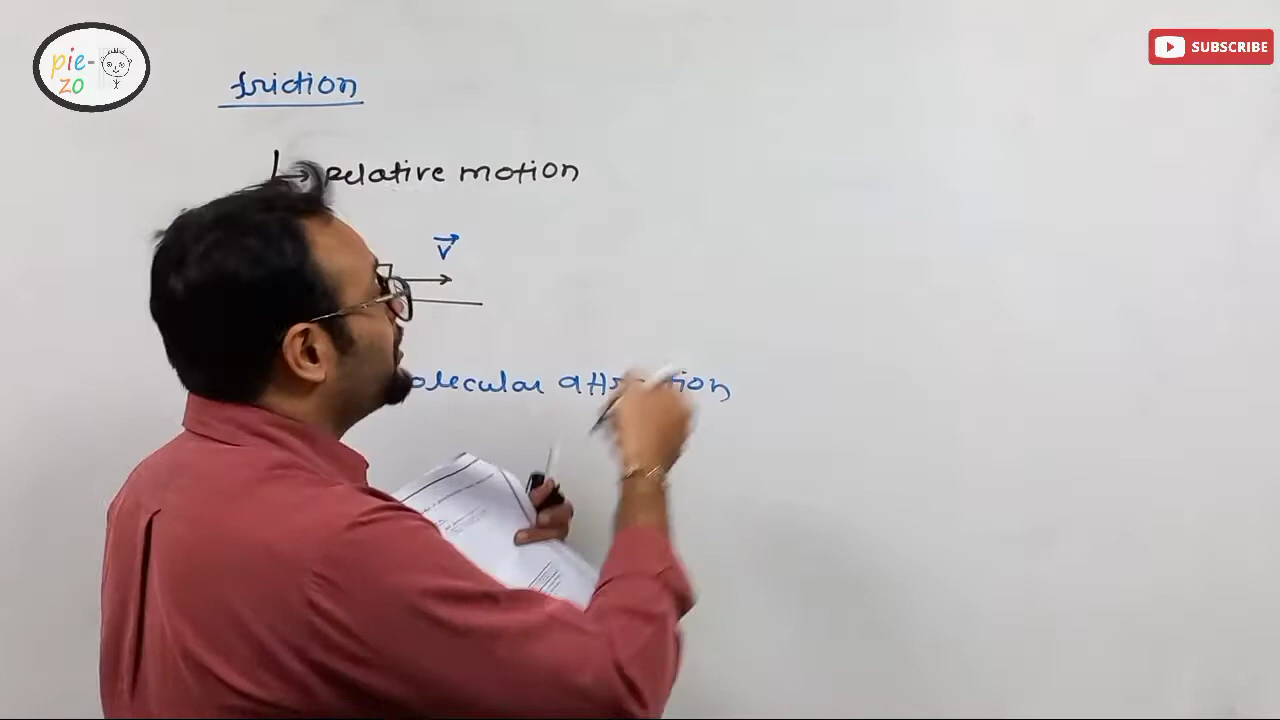 pie-
zo
SUBSCRIBE
friction
relative motion
v
olecular attraction